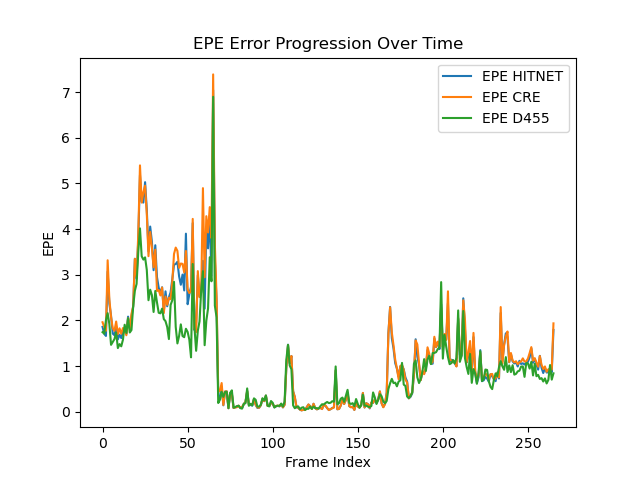 EPE Error Progression Over Time
EPE HITNET
EPE CRE
EPE D455
7
6
5
4
3
2
1
0
EPE
0 50 100 150 200 250
Frame Index